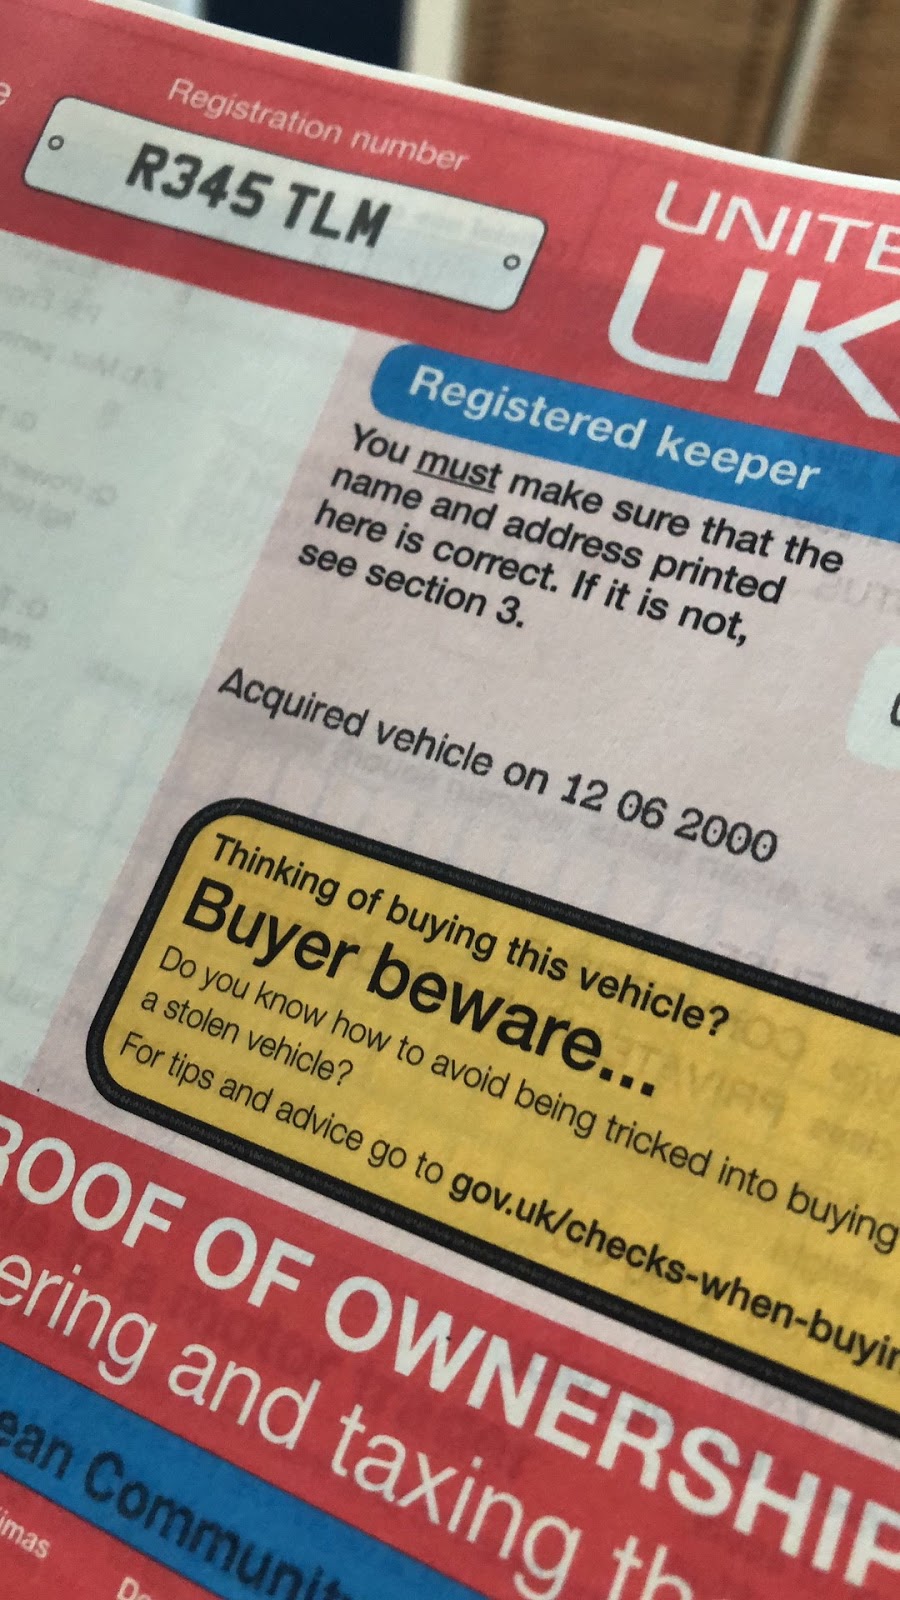 Registration number
R345 TLM
UNITE
UK
Registered keeper
You must make sure that the
name and address printed
here is correct. If it is not,
see section 3.
Acquired vehicle on 12 06 2000
Thinking of buying this vehicle?
Buyer beware...
Do you know how to avoid being tricked into buying
a stolen vehicle?
For tips and advice go to gov.uk/checks-when-buyin
ROOF OF OWNERSHIP
ering and taxing th
ean Community